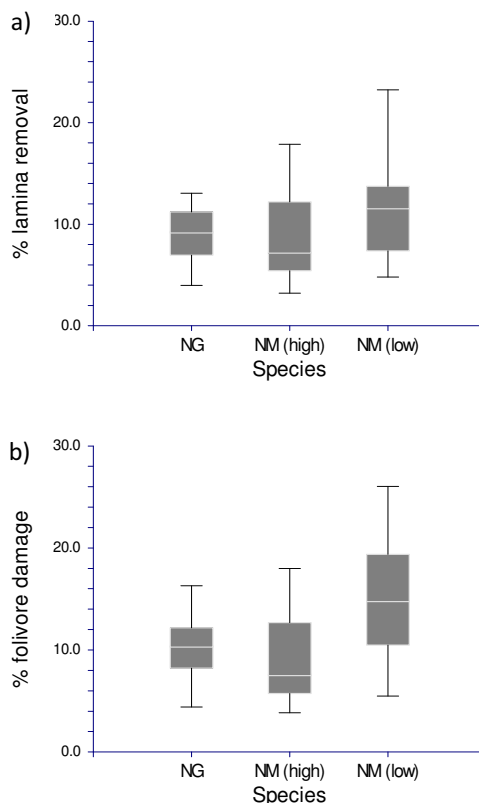 a)
30.0
20.0
10.0
0.0
% lamina removal
NG NM (high) NM (low)
Species
b)
30.0
20.0
10.0
0.0
% folivore damage
NG NM (high) NM (low)
Species